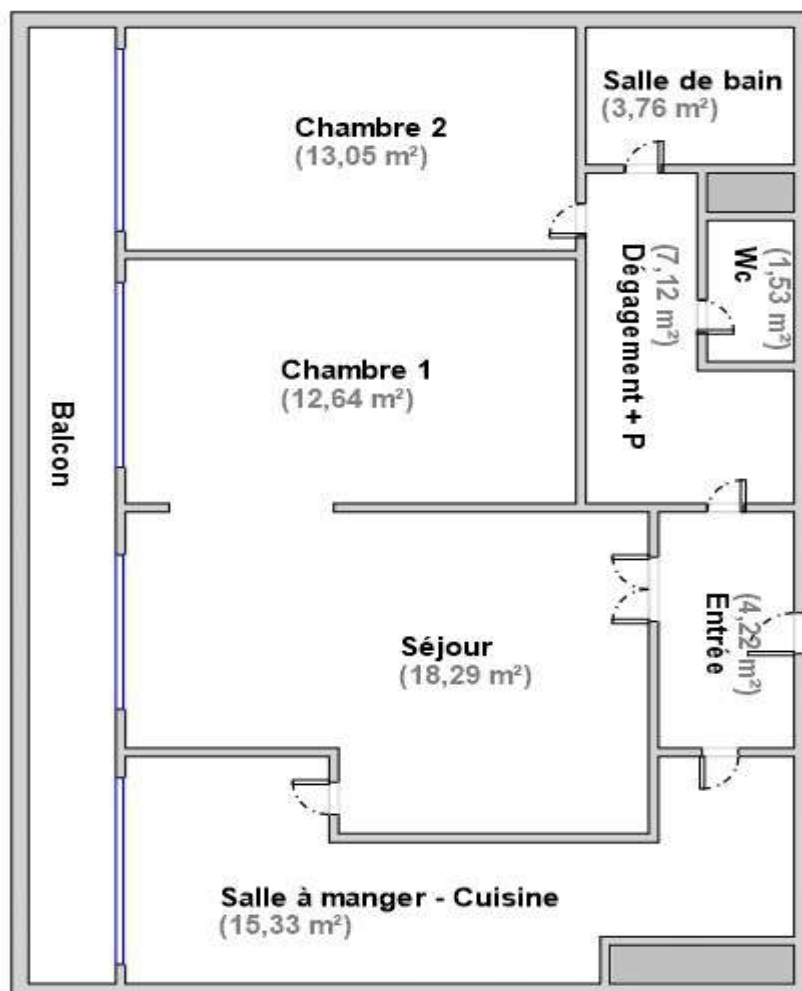 Salle de bain
(3,76 m²)
Chambre 2
(13,05 m²)
Wc
(1,53 m²)
Dégagement + P
(7,12 m²)
Chambre 1
(12,64 m²)
Balcon
Séjour
(18,29 m²)
Entrée
(4,22 m²)
Salle à manger - Cuisine
(15,33 m²)